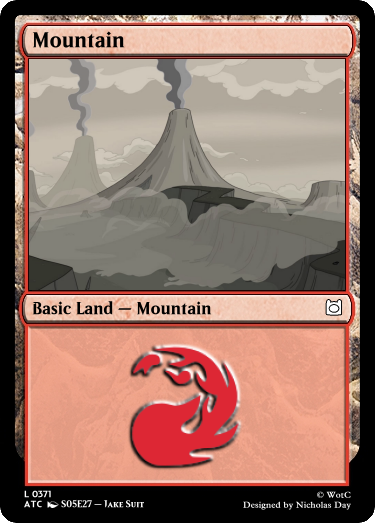 Mountain
Basic Land — Mountain
L 0371
© WotC
ATC S05E27 – Jake Suit
Designed by Nicholas Day